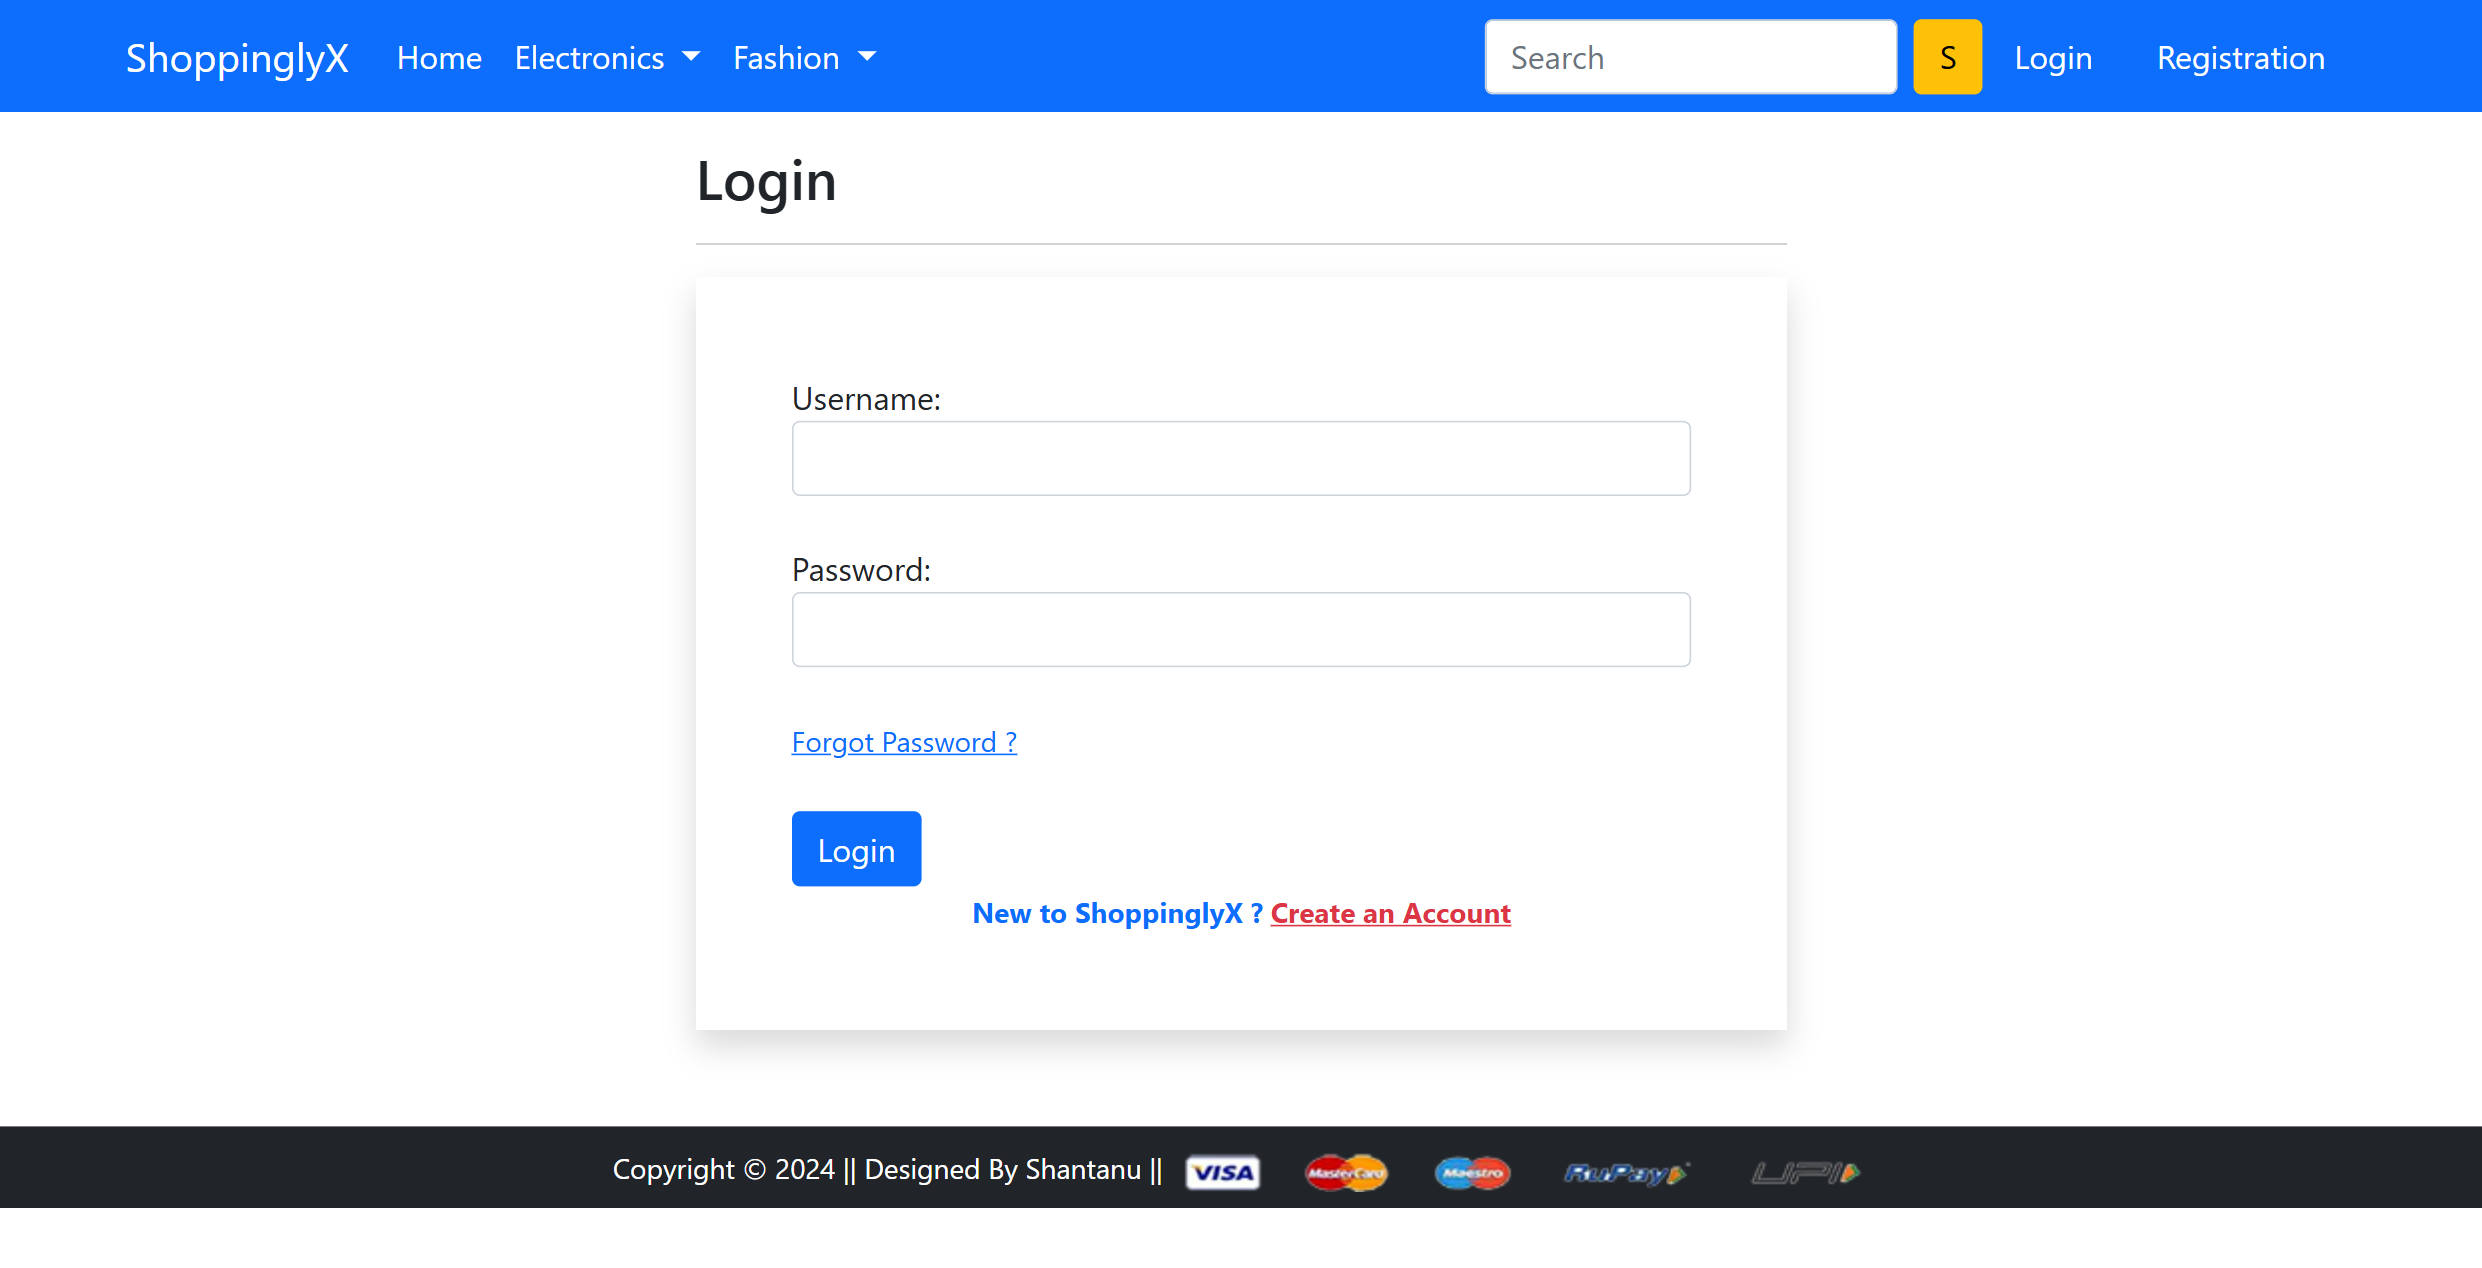 ShoppinglyX Home Electronics Fashion Search S Login Registration
Login
Username:
Password:
Forgot Password ?
Login
New to ShoppinglyX ? Create an Account
Copyright © 2024 || Designed By Shantanu || VISA MasterCard Maestro RuPay UPI